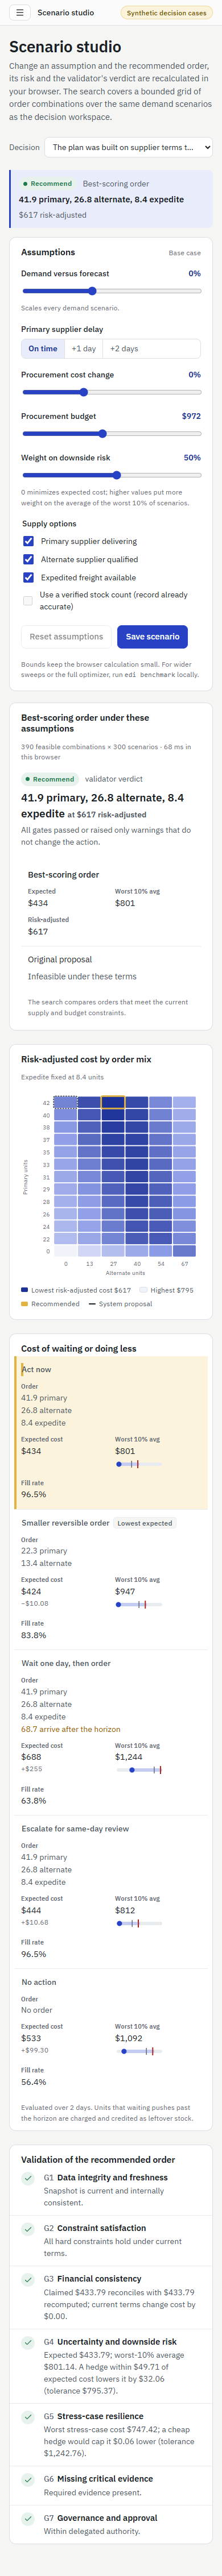 Scenario studio
Synthetic decision cases
Scenario studio
Change an assumption and the recommended order,
its risk and the validator's verdict are recalculated in
your browser. The search covers a bounded grid of
order combinations over the same demand scenarios
as the decision workspace.
Decision
The plan was built on supplier terms t...
Recommend
Best-scoring order
41.9 primary, 26.8 alternate, 8.4 expedite
$617 risk-adjusted
Assumptions
Base case
Demand versus forecast
0%
Scales every demand scenario.
Primary supplier delay
On time
+1 day
+2 days
Procurement cost change
0%
Procurement budget
$972
Weight on downside risk
50%
0 minimizes expected cost; higher values put more
weight on the average of the worst 10% of scenarios.
Supply options
Primary supplier delivering
Alternate supplier qualified
Expedited freight available
Use a verified stock count (record already
accurate)
Reset assumptions
Save scenario
Bounds keep the browser calculation small. For wider
sweeps or the full optimizer, run edi benchmark locally.
Best-scoring order under these
assumptions
390 feasible combinations × 300 scenarios · 68 ms in
this browser
Recommend
validator verdict
41.9 primary, 26.8 alternate, 8.4
expedite at $617 risk-adjusted
All gates passed or raised only warnings that do
not change the action.
Best-scoring order
Expected
Worst 10% avg
$434
$801
Risk-adjusted
$617
Original proposal
Infeasible under these terms
The search compares orders that meet the current
supply and budget constraints.
Risk-adjusted cost by order mix
Expedite fixed at 8.4 units
Primary units
42
40
38
37
35
33
31
29
28
26
24
22
0
0
13
27
40
54
67
Alternate units
Lowest risk-adjusted cost $617
Highest $795
Recommended
System proposal
Cost of waiting or doing less
Act now
Order
41.9 primary
26.8 alternate
8.4 expedite
Expected cost
Worst 10% avg
$434
$801
Fill rate
96.5%
Smaller reversible order
Lowest expected
Order
22.3 primary
13.4 alternate
Expected cost
Worst 10% avg
$424
$947
−$10.08
Fill rate
83.8%
Wait one day, then order
Order
41.9 primary
26.8 alternate
8.4 expedite
68.7 arrive after the horizon
Expected cost
Worst 10% avg
$688
$1,244
+$255
Fill rate
63.8%
Escalate for same-day review
Order
41.9 primary
26.8 alternate
8.4 expedite
Expected cost
Worst 10% avg
$444
$812
+$10.68
Fill rate
96.5%
No action
Order
No order
Expected cost
Worst 10% avg
$533
$1,092
+$99.30
Fill rate
56.4%
Evaluated over 2 days. Units that waiting pushes past
the horizon are charged and credited as leftover stock.
Validation of the recommended order
G1 Data integrity and freshness
Snapshot is current and internally
consistent.
G2 Constraint satisfaction
All hard constraints hold under current
terms.
G3 Financial consistency
Claimed $433.79 reconciles with $433.79
recomputed; current terms change cost by
$0.00.
G4 Uncertainty and downside risk
Expected $433.79; worst-10% average
$801.14. A hedge within $49.71 of
expected cost lowers it by $32.06
(tolerance $795.37).
G5 Stress-case resilience
Worst stress-case cost $747.42; a cheap
hedge would cap it $0.06 lower (tolerance
$1,242.76).
G6 Missing critical evidence
Required evidence present.
G7 Governance and approval
Within delegated authority.